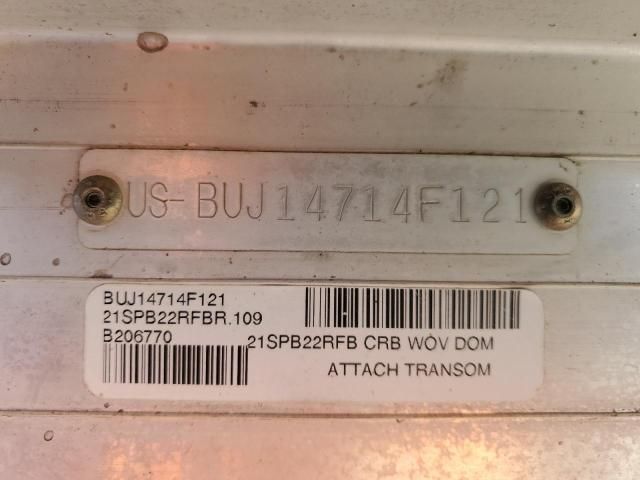 US-BUJ14714F121
BUJ14714F121
21SPB22RFBR.109
B206770
21SPB22RFB CRB WOV DOM
ATTACH TRANSOM